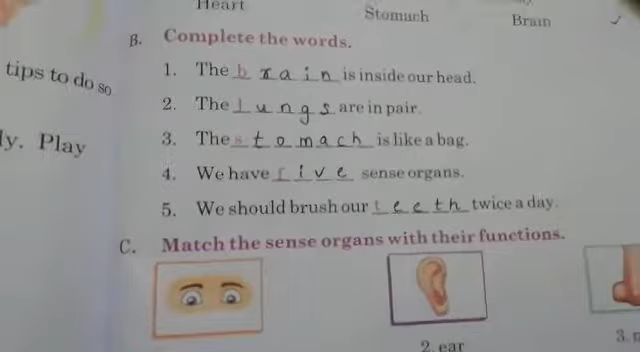 Heart
Stomach
Brain
tips to do so
ly. Play
B. Complete the words.
1. The brain is inside our head.
2. The lungs are in pair.
3. The stomach is like a bag.
4. We have five sense organs.
5. We should brush our teeth twice a day.
C. Match the sense organs with their functions.
2. ear
3.